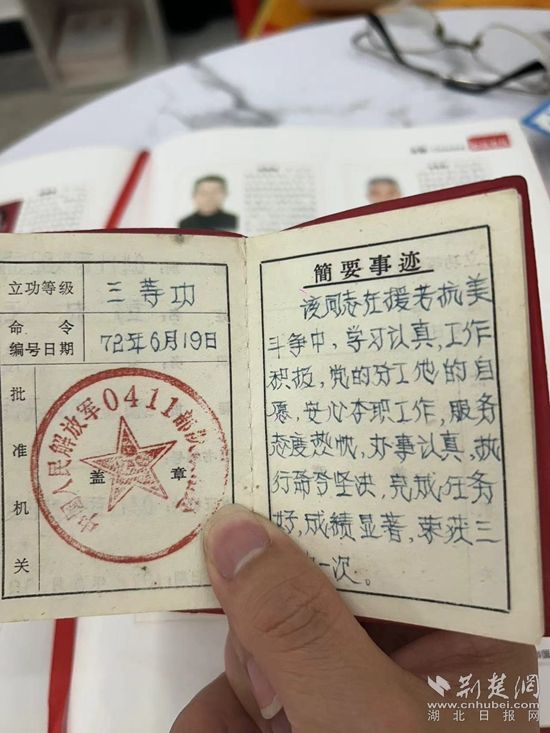 立功等级 三等功
命令
编号日期 72年6月19日
批准机关
中国人民解放军0411部队
盖章
簡要事迹
该同志在援老抗美
斗争中,学习认真,工作
积极,党的分工他的自
愿,安心本职工作,服务
态度热忱,办事认真,执
行命令坚决,完成任务
好,成绩显著,荣获三
一次。
荆楚网
www.cnhubei.com
湖北日报网